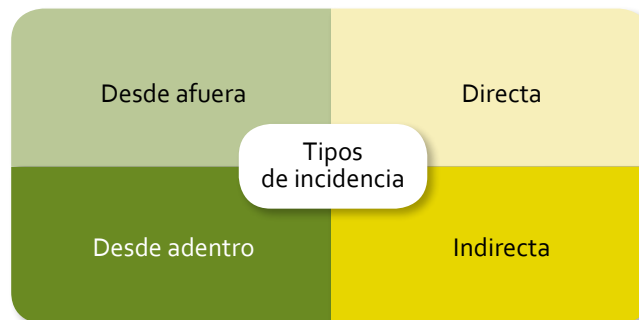 Desde afuera
Directa
Tipos
de incidencia
Desde adentro
Indirecta